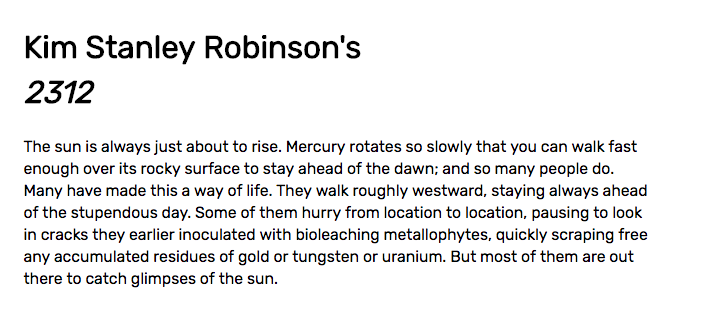 Kim Stanley Robinson's
2312
The sun is always just about to rise. Mercury rotates so slowly that you can walk fast
enough over its rocky surface to stay ahead of the dawn; and so many people do.
Many have made this a way of life. They walk roughly westward, staying always ahead
of the stupendous day. Some of them hurry from location to location, pausing to look
in cracks they earlier inoculated with bioleaching metallophytes, quickly scraping free
any accumulated residues of gold or tungsten or uranium. But most of them are out
there to catch glimpses of the sun.